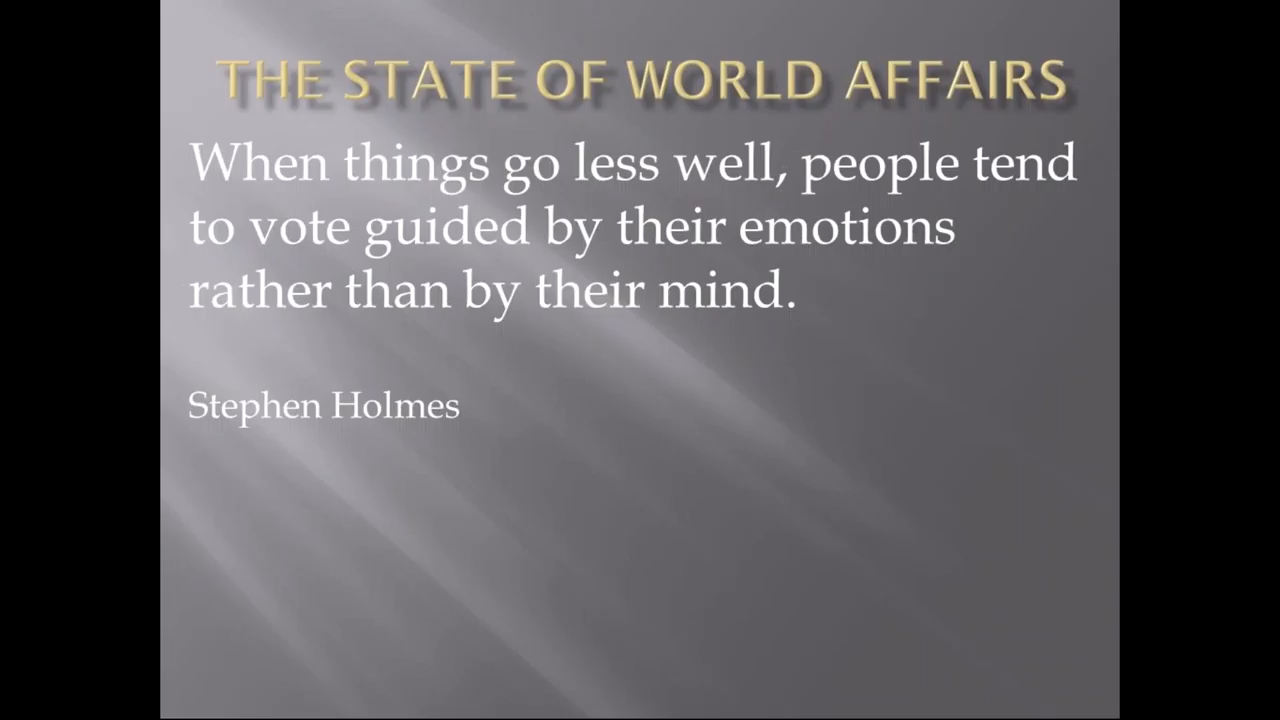 THE STATE OF WORLD AFFAIRS
When things go less well, people tend
to vote guided by their emotions
rather than by their mind.
Stephen Holmes